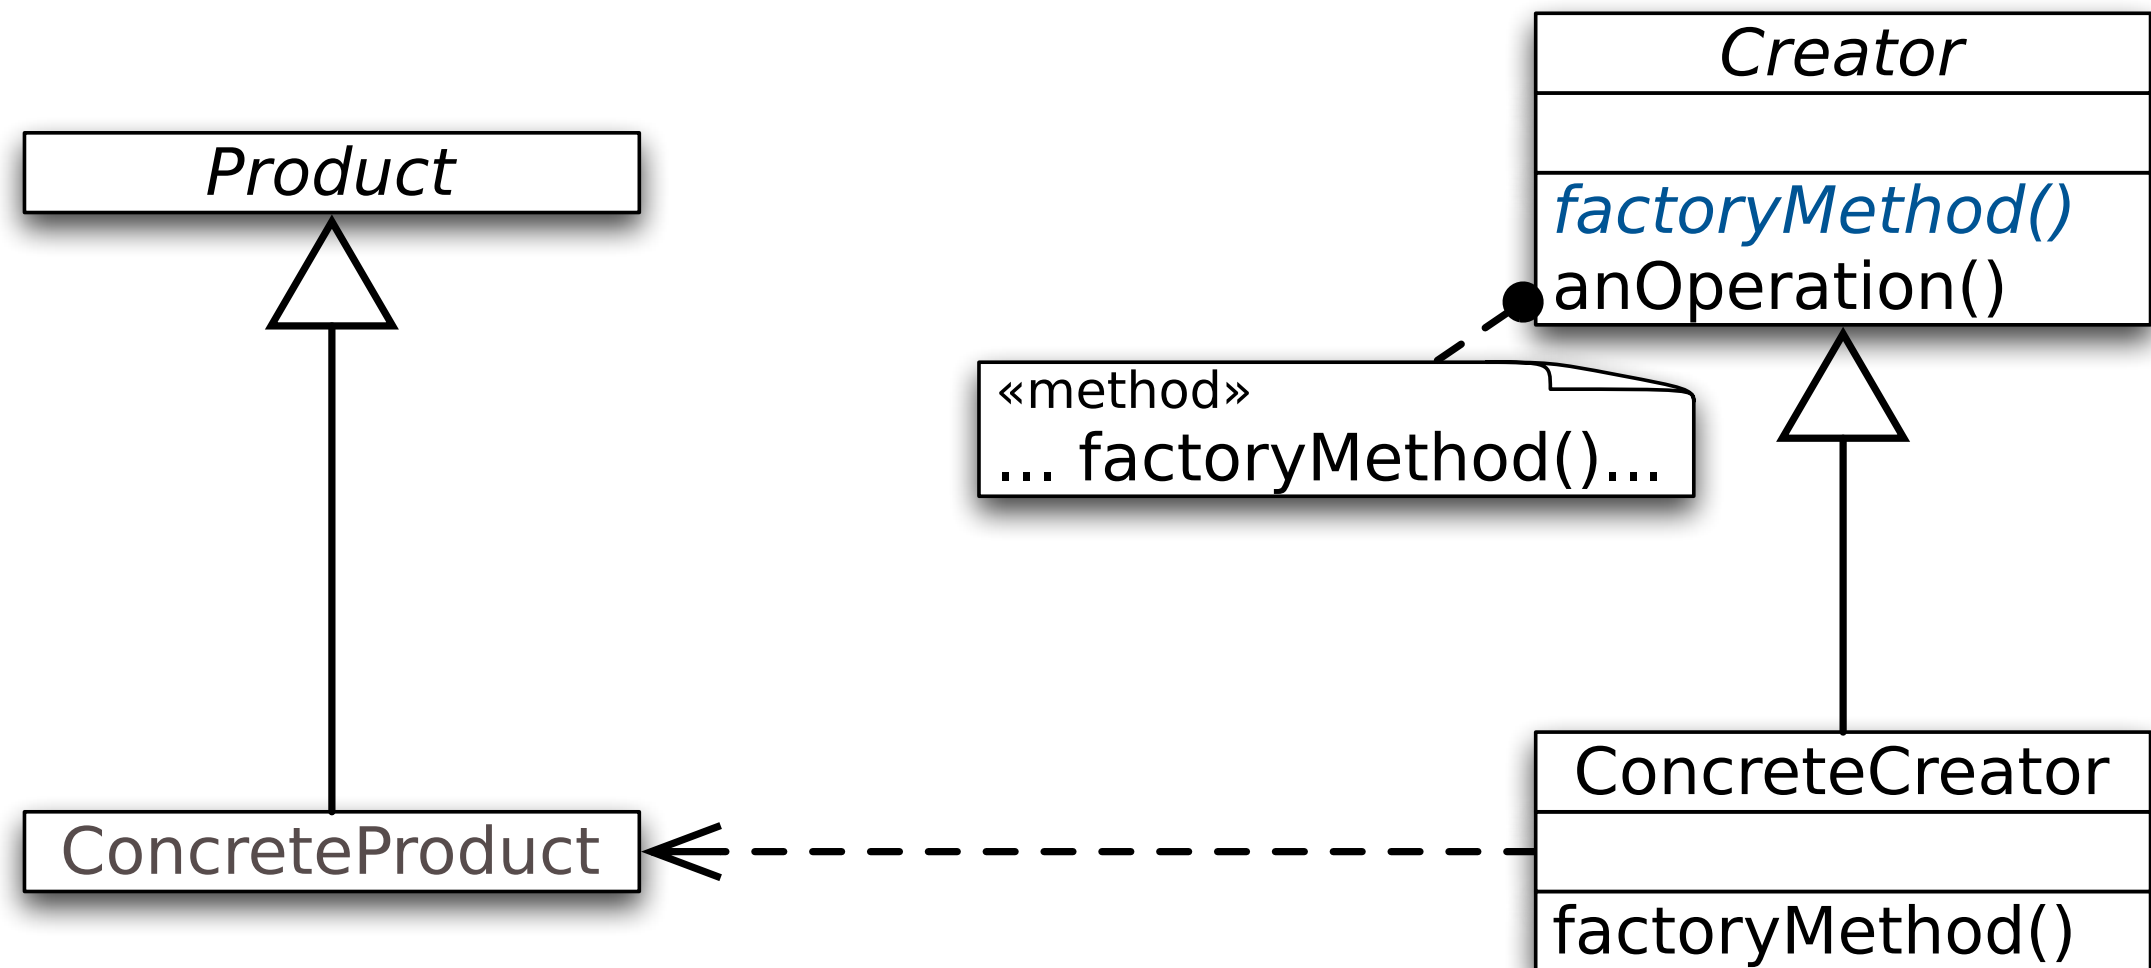 Creator
Product
factoryMethod()
anOperation()
«method»
... factoryMethod()...
ConcreteCreator
ConcreteProduct
factoryMethod()